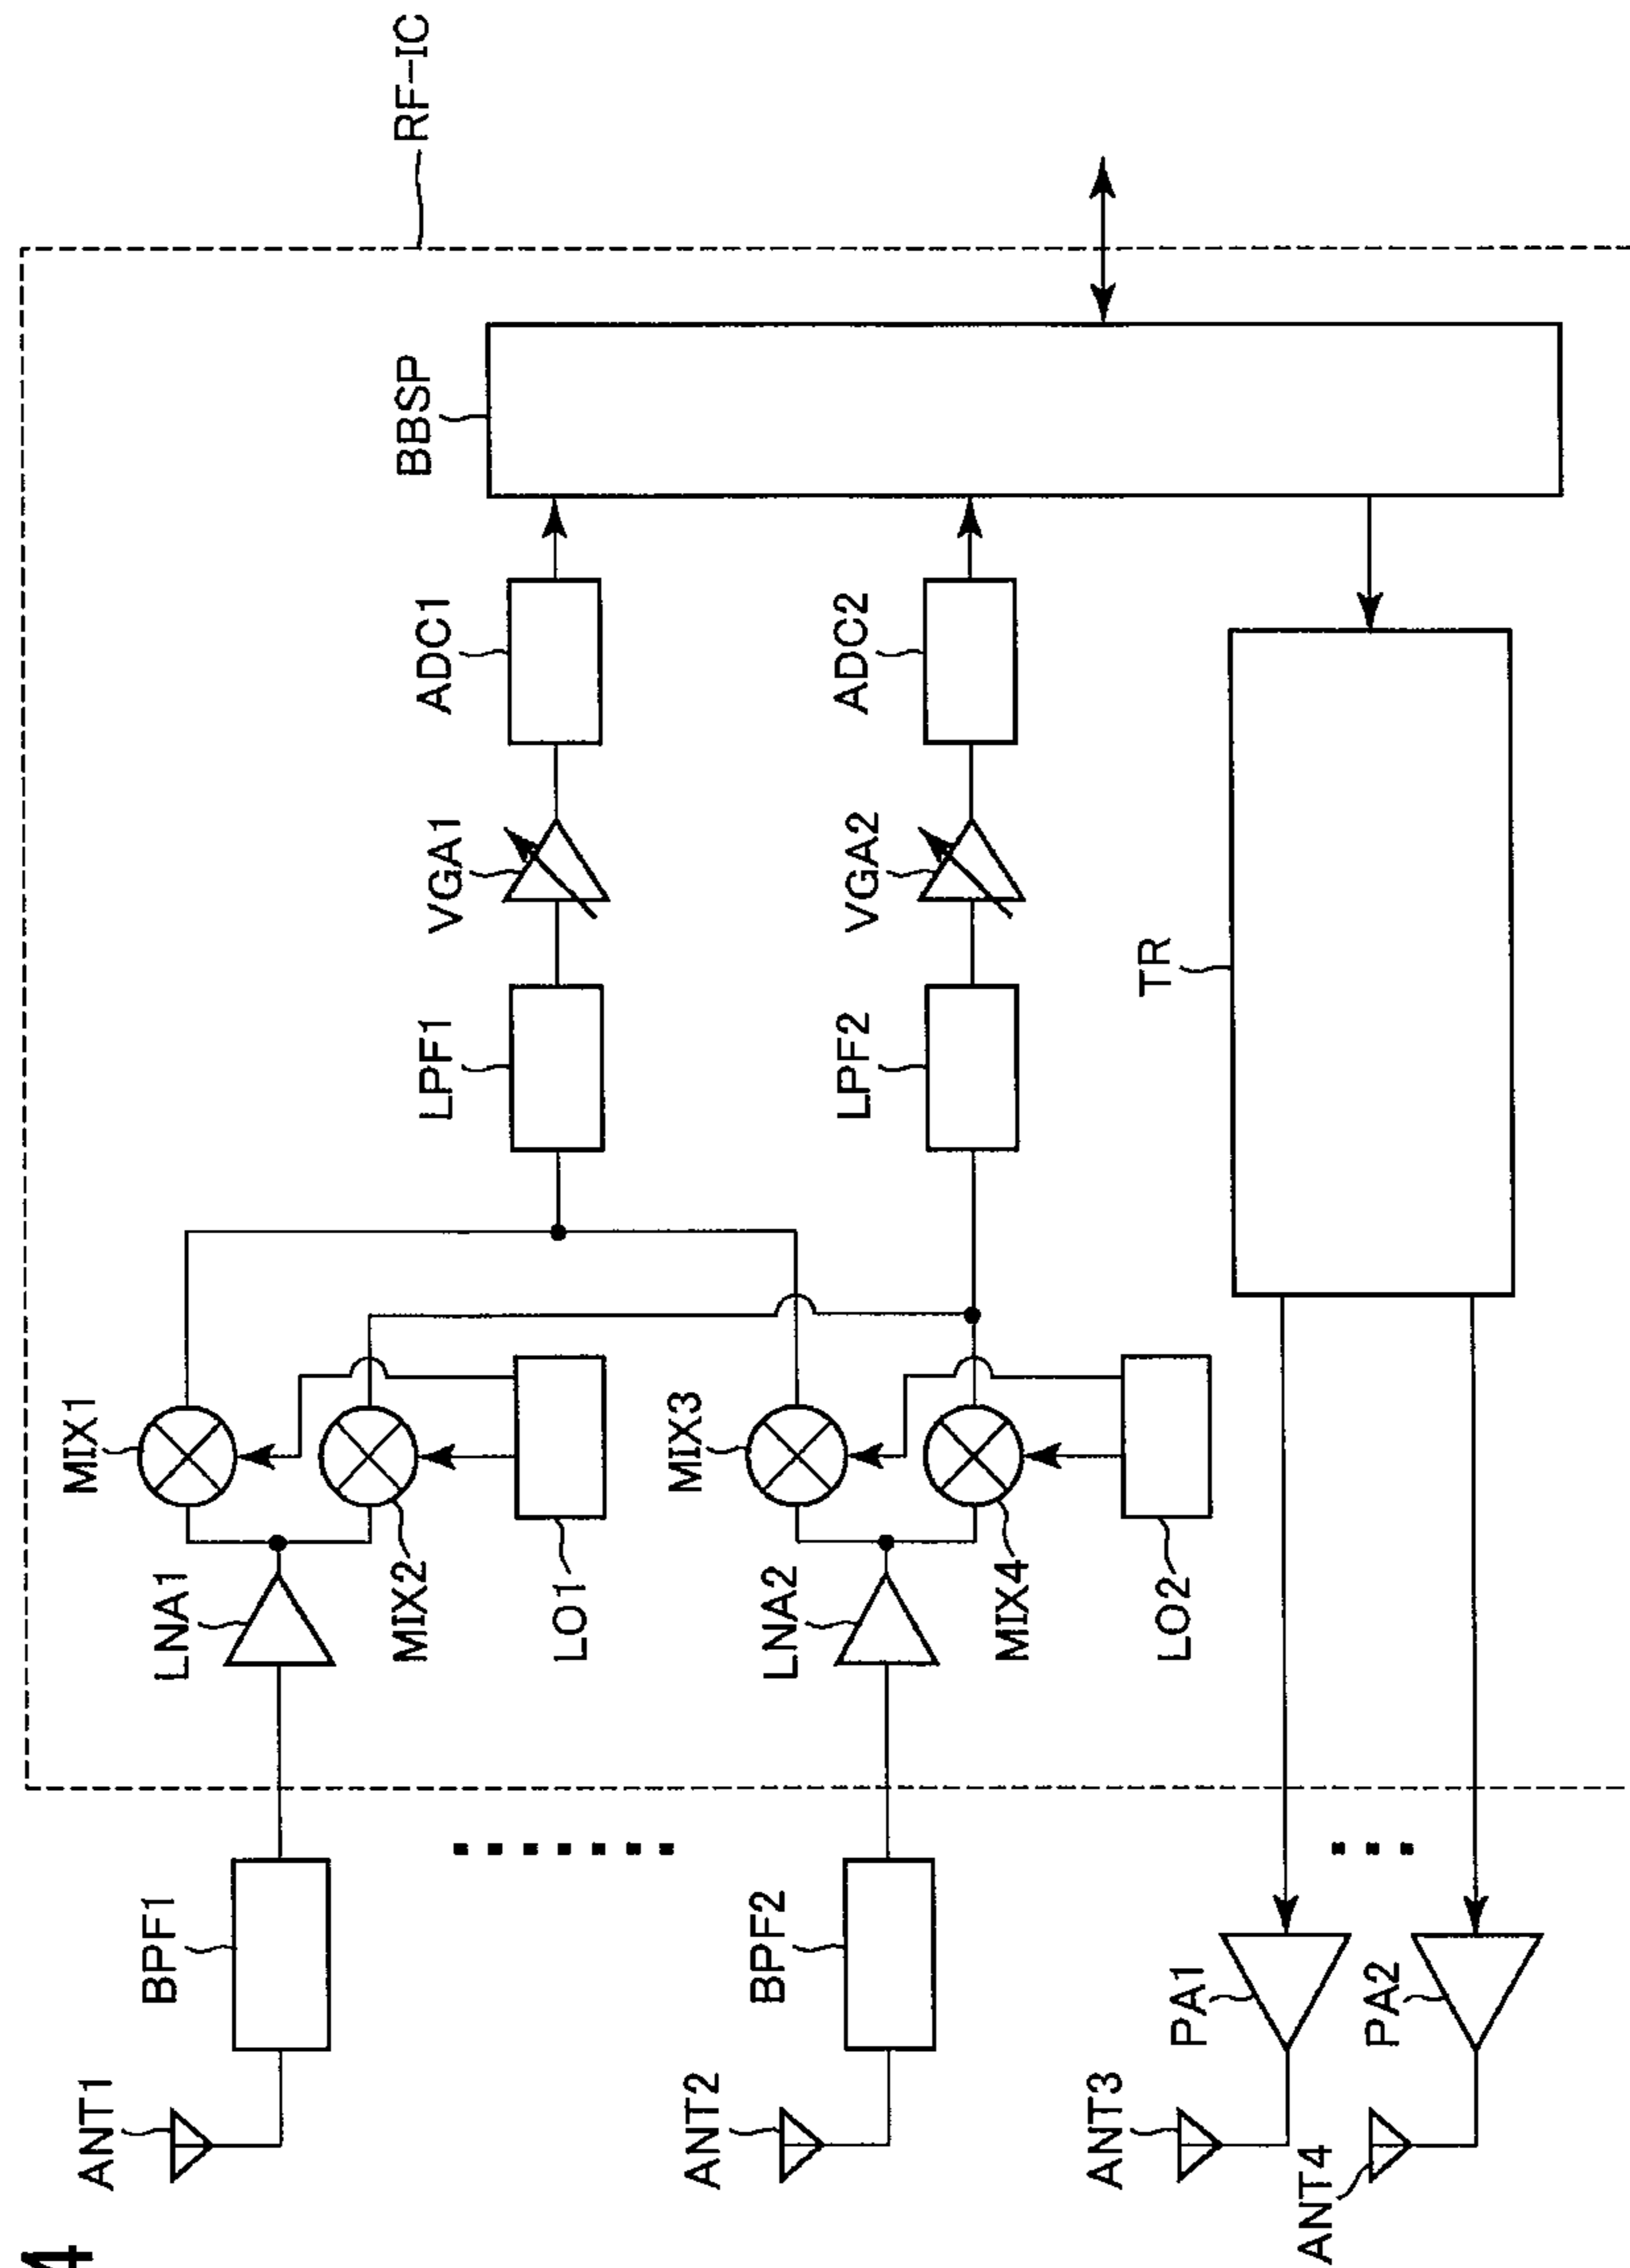 RF-IC
BBSP
ADC1
ADC2
VGA1
VGA2
TR
LPF1
LPF2
MIX1
MIX3
LNA1
MIX2
LO1
LNA2
MIX4
LO2
BPF1
BPF2
PA1
PA2
ANT1
ANT2
ANT3
ANT4
4